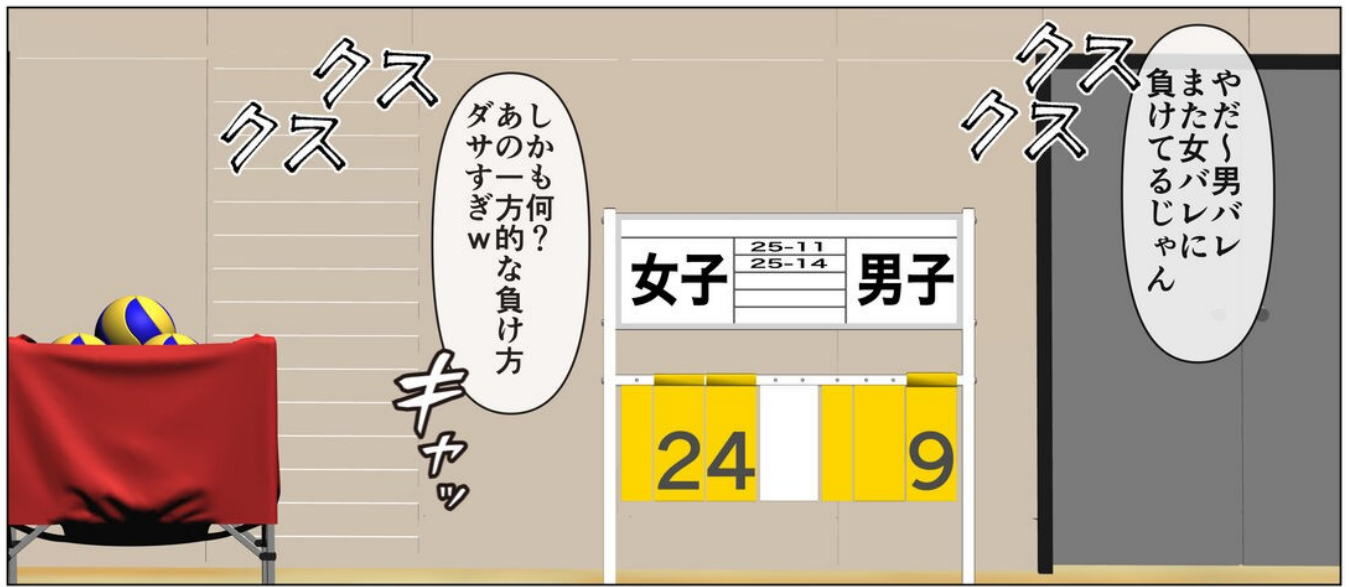 やだ～男バレ
また女バレに
負けてるじゃん
クス
クス
しかも何？
あの一方的な負け方
ダサすぎｗ
クス
クス
キャッ
女子
25-11
25-14
男子
24
9